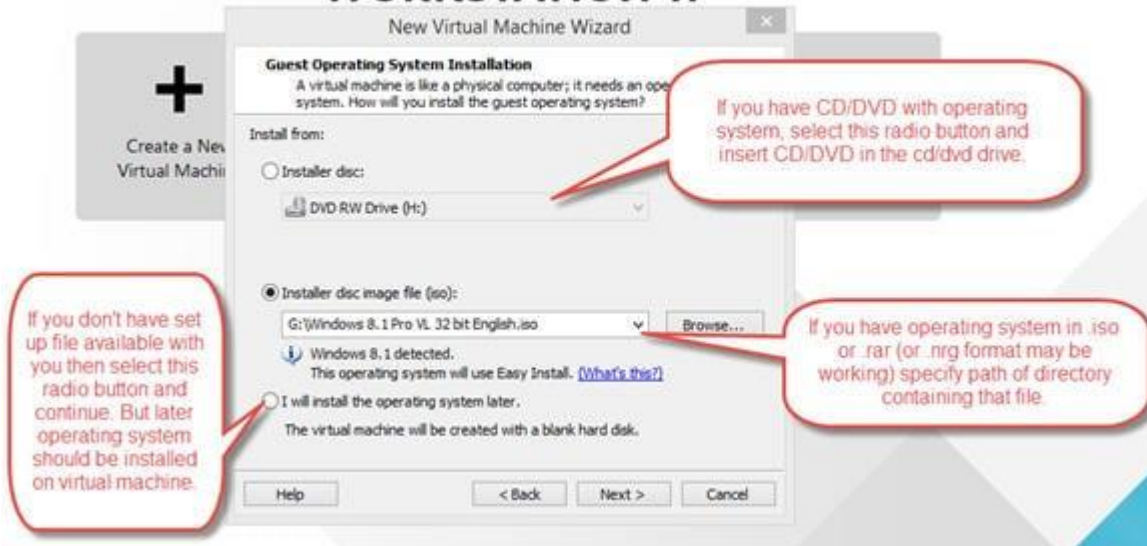 New Virtual Machine Wizard
Guest Operating System Installation
A virtual machine is like a physical computer; it needs an
system. How will you install the guest operating system?
Install from:
Installer disc:
DVD RW Drive (H:)
Installer disc image file (iso):
G:\Windows 8.1 Pro VL 32 bit English.iso
Browse...
Windows 8.1 detected.
This operating system will use Easy Install. (What's this?)
I will install the operating system later.
The virtual machine will be created with a blank hard disk.
Help
< Back
Next >
Cancel
Create a
Virtual
If you have CD/DVD with operating
system, select this radio button and
insert CD/DVD in the cd/dvd drive.
If you don't have set
up file available with
you then select this
radio button and
continue. But later
operating system
should be installed
on virtual machine.
If you have operating system in .iso
or .rar (or .nrg format may be
working) specify path of directory
containing that file.